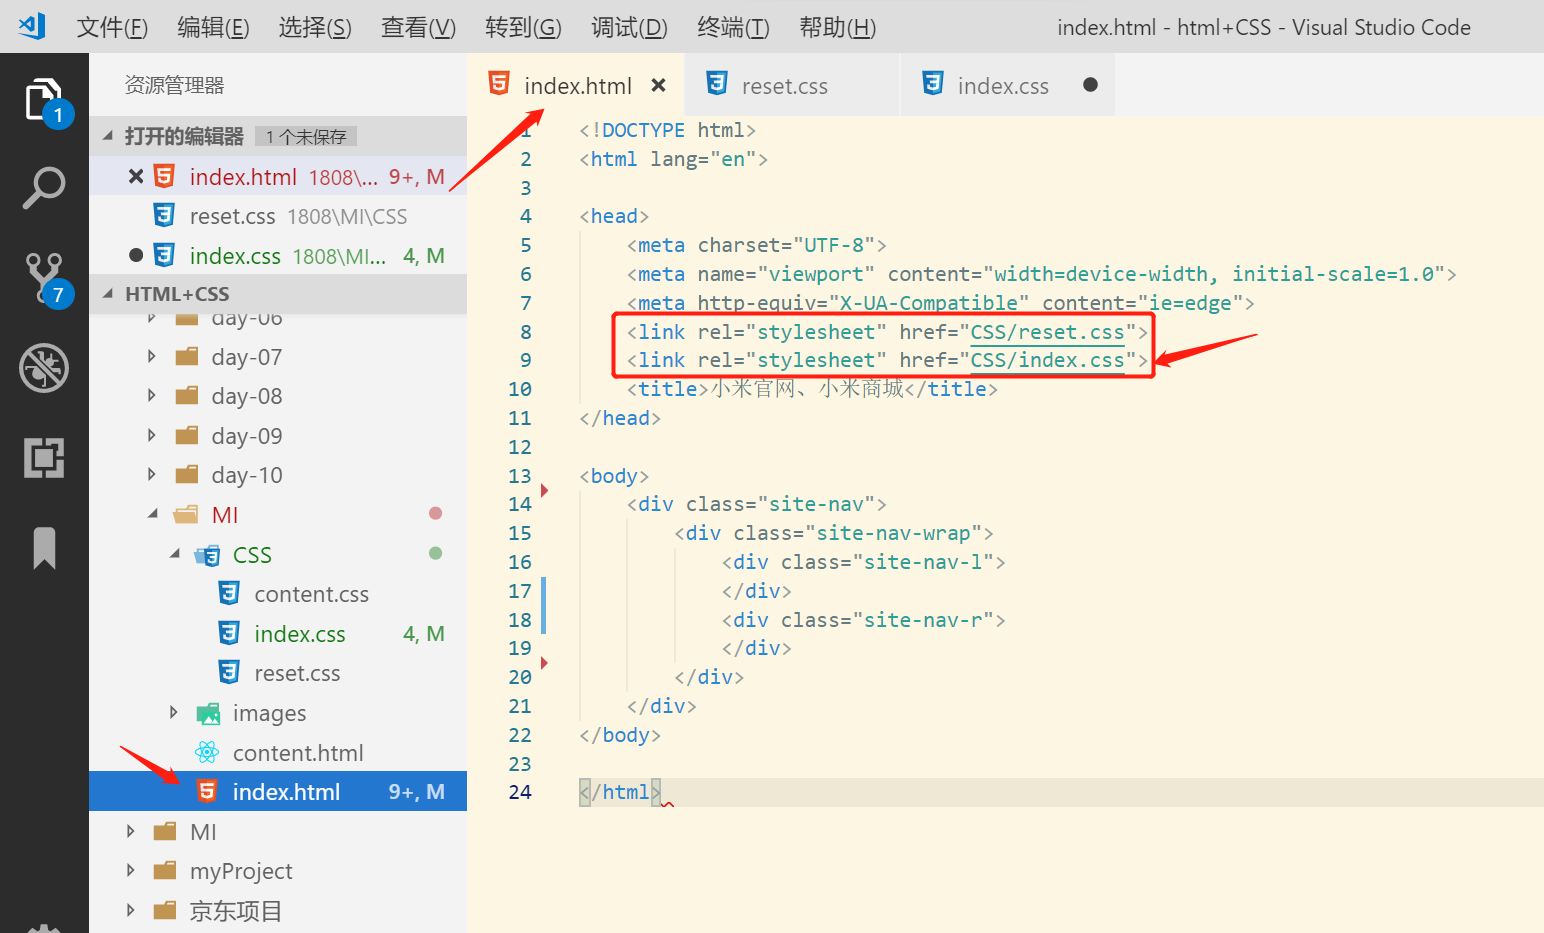 文件(F) 编辑(E) 选择(S) 查看(V) 转到(G) 调试(D) 终端(T) 帮助(H) index.html - html+CSS - Visual Studio Code
资源管理器
打开的编辑器 1 个未保存
index.html 1808\... 9+, M
reset.css 1808\MI\CSS
index.css 1808\MI... 4, M
HTML+CSS
day-06
day-07
day-08
day-09
day-10
MI
CSS
content.css
index.css 4, M
reset.css
images
content.html
index.html 9+, M
MI
myProject
京东项目
1
7
index.html reset.css index.css
1 <!DOCTYPE html>
2 <html lang="en">
3
4 <head>
5 <meta charset="UTF-8">
6 <meta name="viewport" content="width=device-width, initial-scale=1.0">
7 <meta http-equiv="X-UA-Compatible" content="ie=edge">
8 <link rel="stylesheet" href="CSS/reset.css">
9 <link rel="stylesheet" href="CSS/index.css">
10 <title>小米官网、小米商城</title>
11 </head>
12
13 <body>
14 <div class="site-nav">
15 <div class="site-nav-wrap">
16 <div class="site-nav-l">
17 </div>
18 <div class="site-nav-r">
19 </div>
20 </div>
21 </div>
22 </body>
23
24 </html>